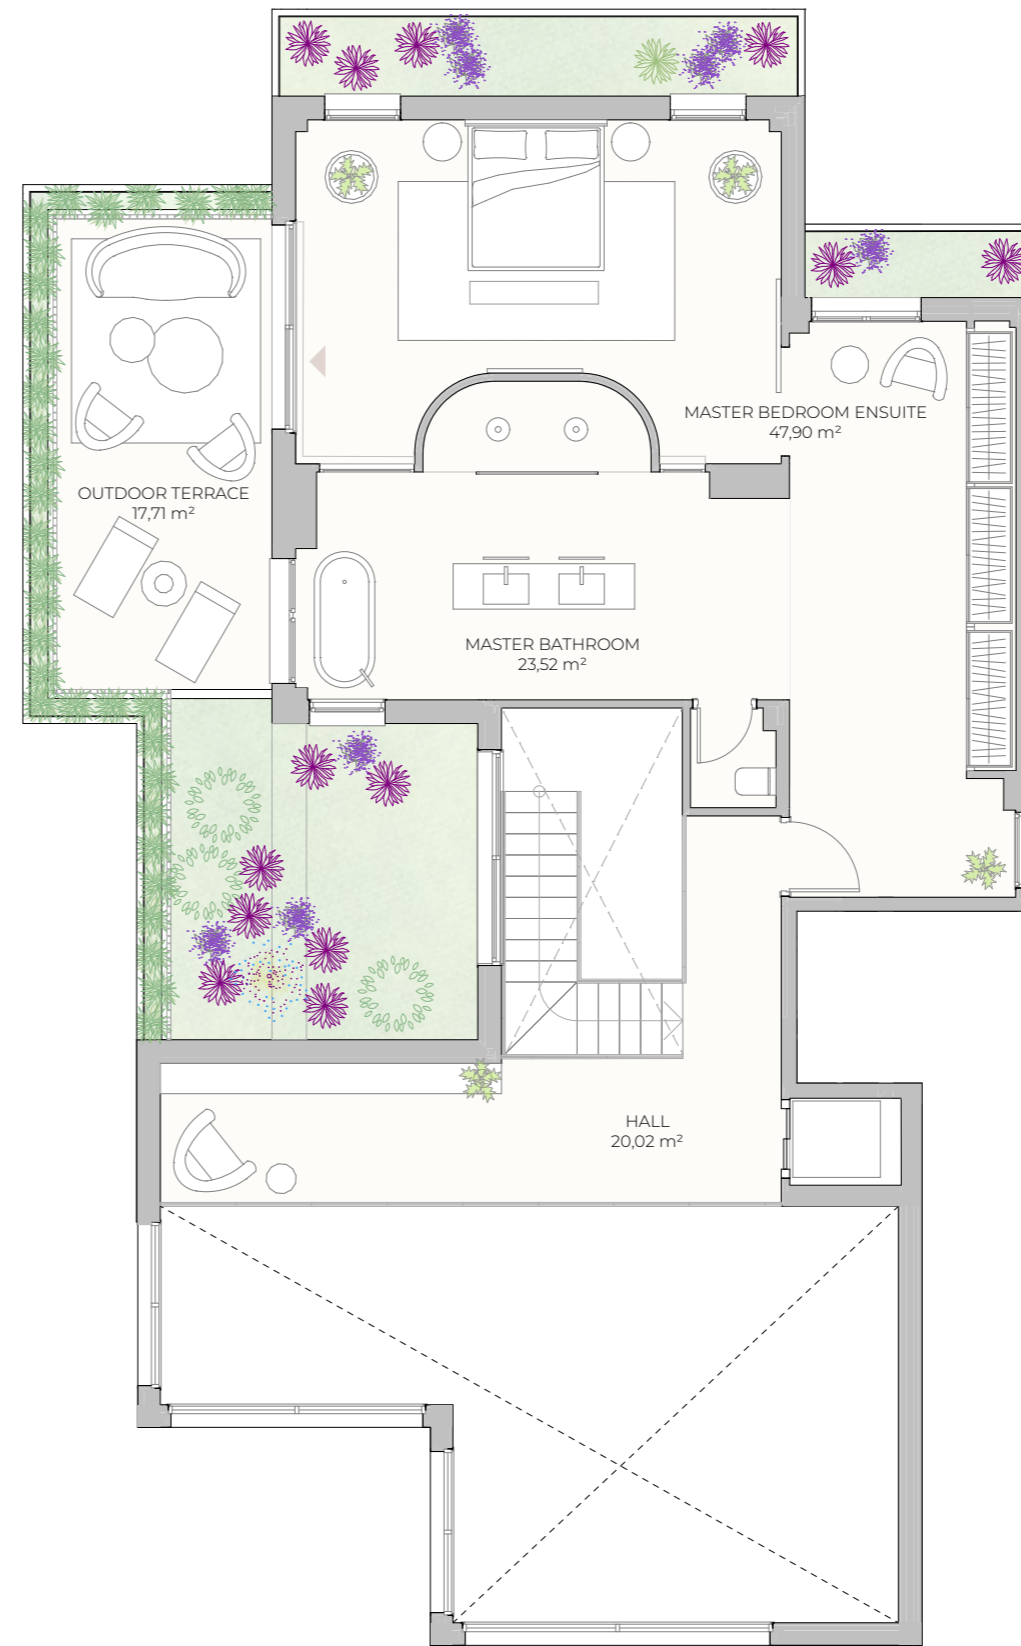 MASTER BEDROOM ENSUITE
47,90 m²
OUTDOOR TERRACE
17,71 m²
MASTER BATHROOM
23,52 m²
HALL
20,02 m²